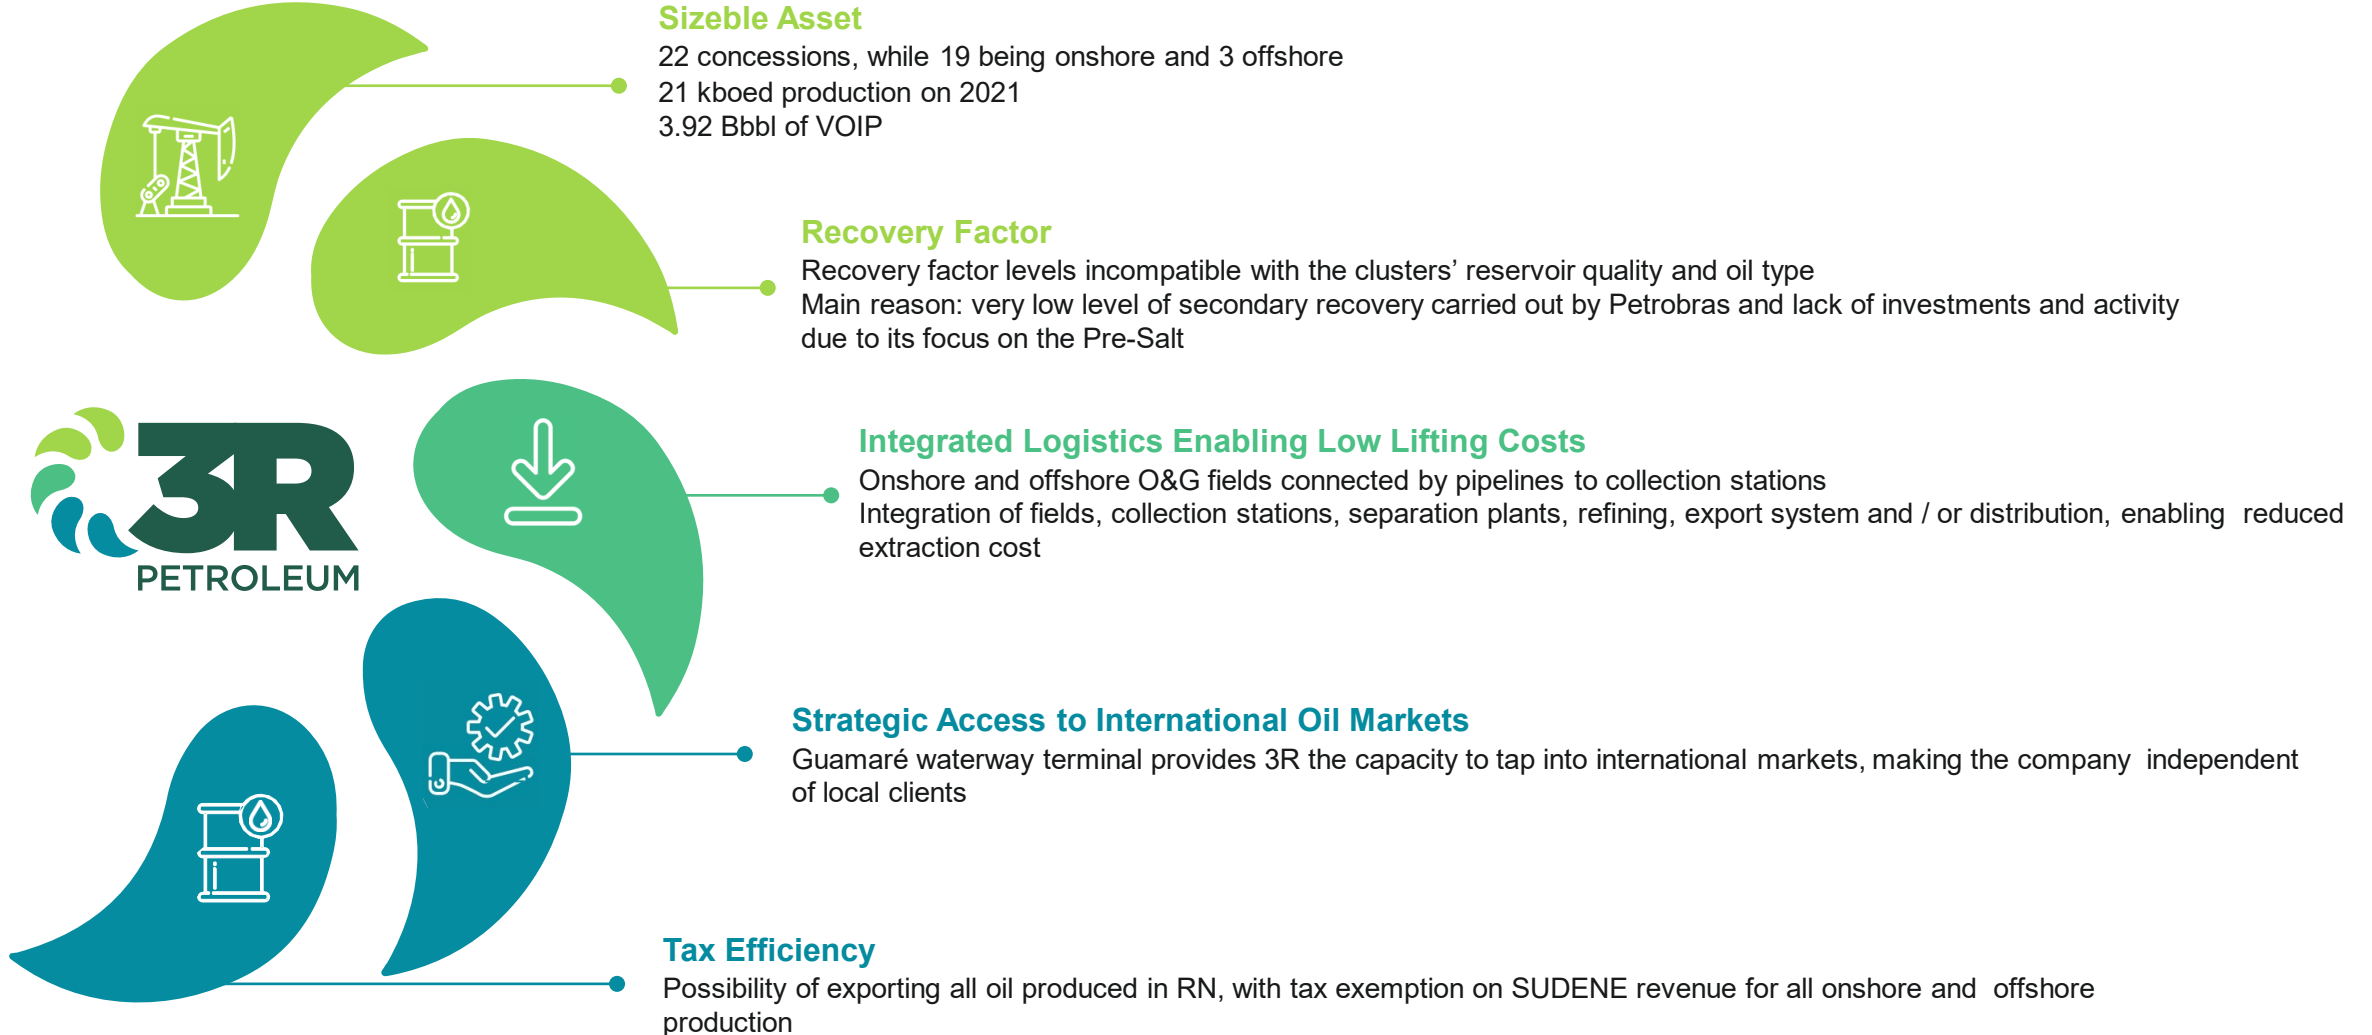 Sizeble Asset
22 concessions, while 19 being onshore and 3 offshore
21 kboed production on 2021
3.92 Bbbl of VOIP
Recovery Factor
Recovery factor levels incompatible with the clusters’ reservoir quality and oil type
Main reason: very low level of secondary recovery carried out by Petrobras and lack of investments and activity
due to its focus on the Pre-Salt
3R
PETROLEUM
Integrated Logistics Enabling Low Lifting Costs
Onshore and offshore O&G fields connected by pipelines to collection stations
Integration of fields, collection stations, separation plants, refining, export system and / or distribution, enabling reduced
extraction cost
Strategic Access to International Oil Markets
Guamaré waterway terminal provides 3R the capacity to tap into international markets, making the company independent
of local clients
Tax Efficiency
Possibility of exporting all oil produced in RN, with tax exemption on SUDENE revenue for all onshore and offshore
production